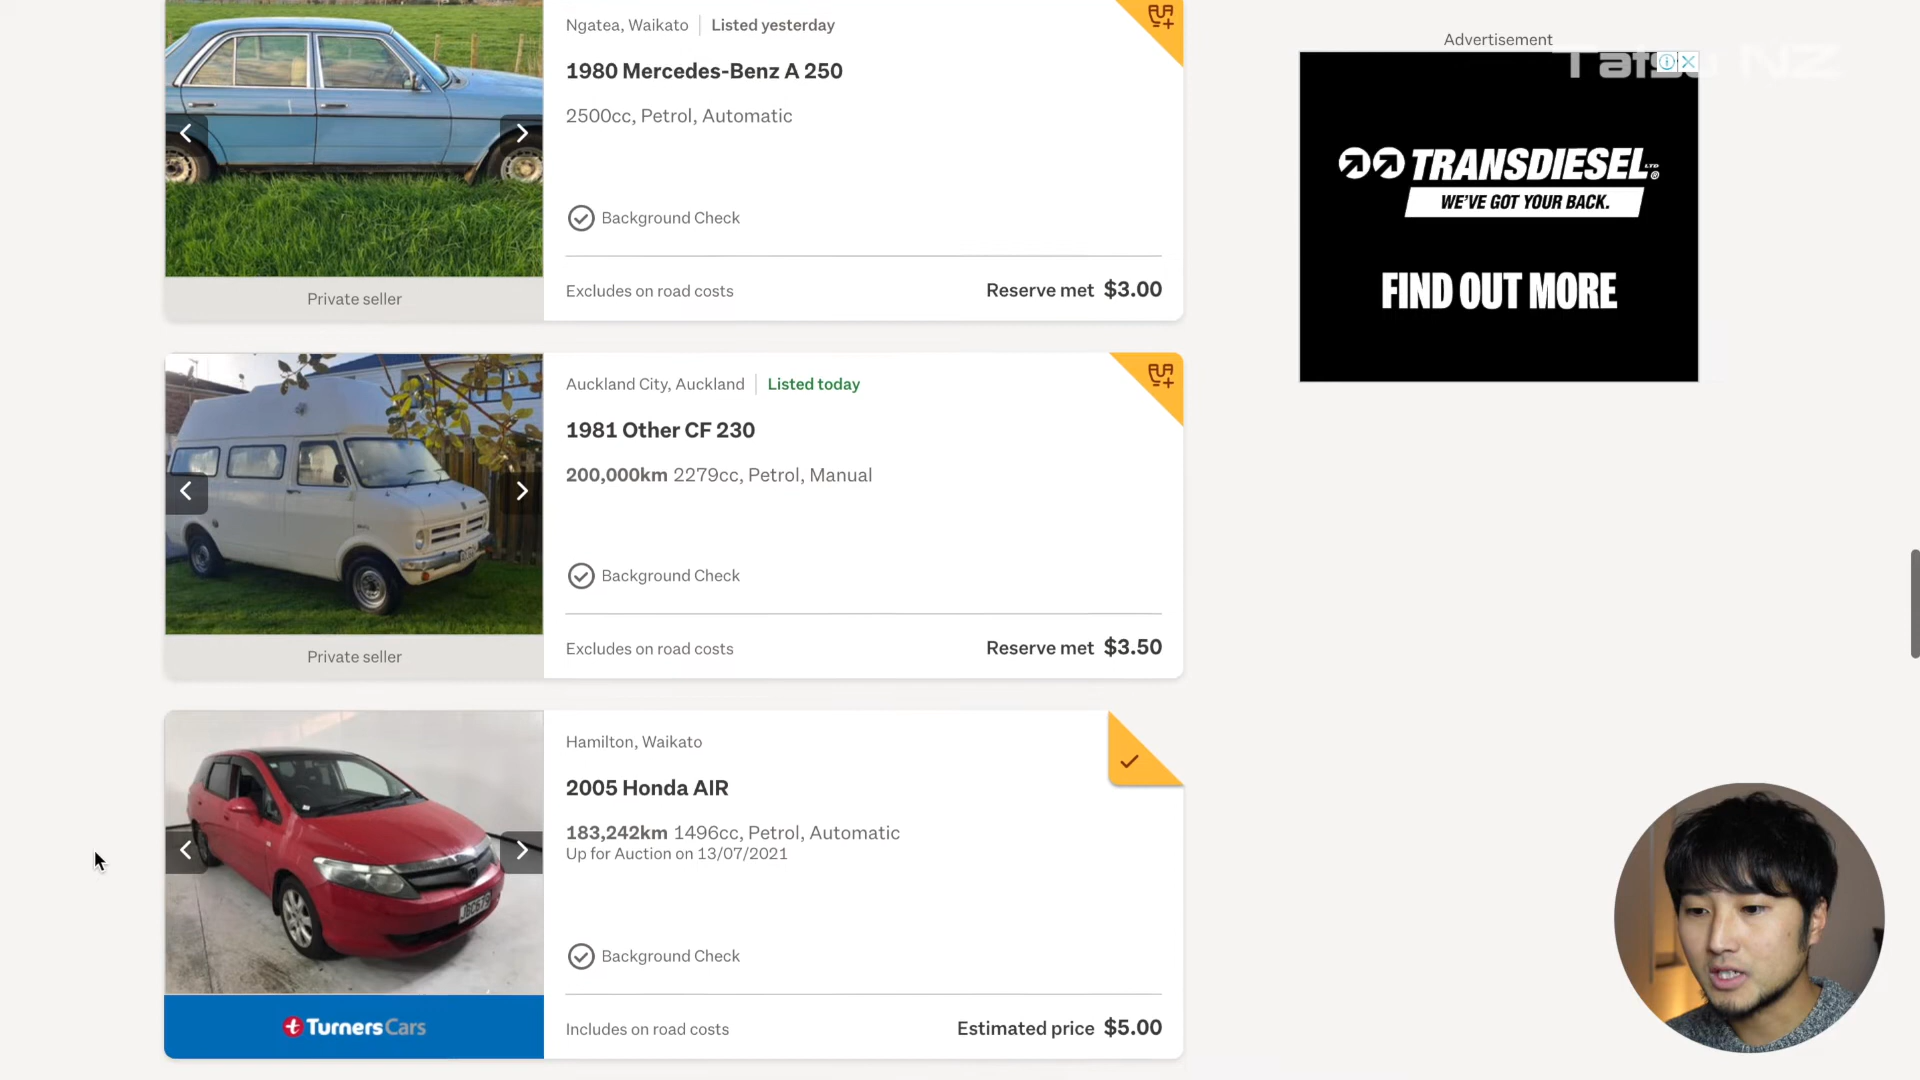 Ngatea, Waikato
Listed yesterday
1980 Mercedes-Benz A 250
2500cc, Petrol, Automatic
Background Check
Private seller
Excludes on road costs
Reserve met $3.00
Auckland City, Auckland
Listed today
1981 Other CF 230
200,000km 2279cc, Petrol, Manual
Background Check
Private seller
Excludes on road costs
Reserve met $3.50
Hamilton, Waikato
2005 Honda AIR
183,242km 1496cc, Petrol, Automatic
Up for Auction on 13/07/2021
Background Check
Turners Cars
Includes on road costs
Estimated price $5.00
Advertisement
Tatsu NZ
TRANSDIESEL LTD
WE'VE GOT YOUR BACK.
FIND OUT MORE